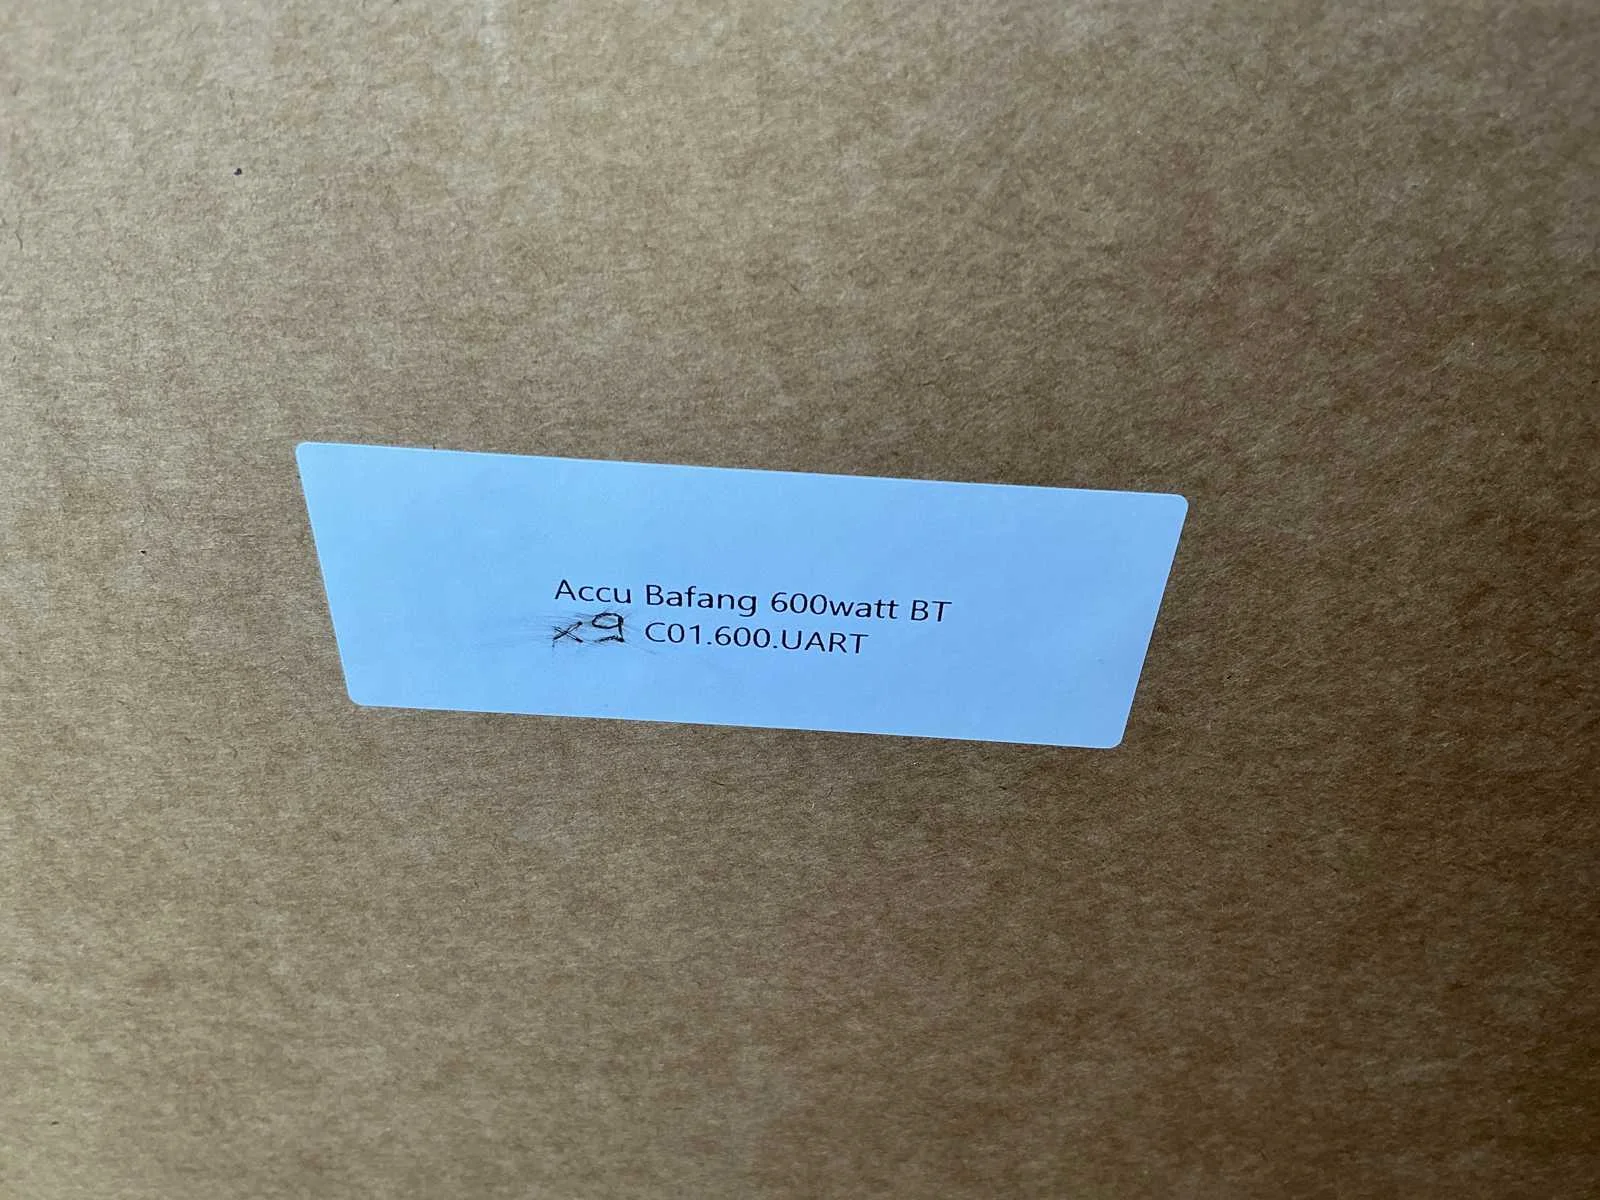 Accu Bafang 600watt BT
x9 C01.600.UART